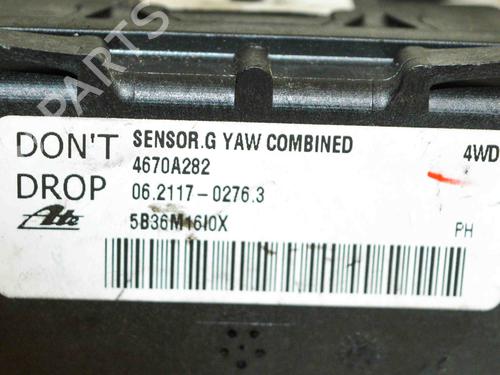 PARTS
DON'T SENSOR.G YAW COMBINED 4WD
4670A282
DROP 06.2117-0276.3
Ate 5B36M16I0X PH